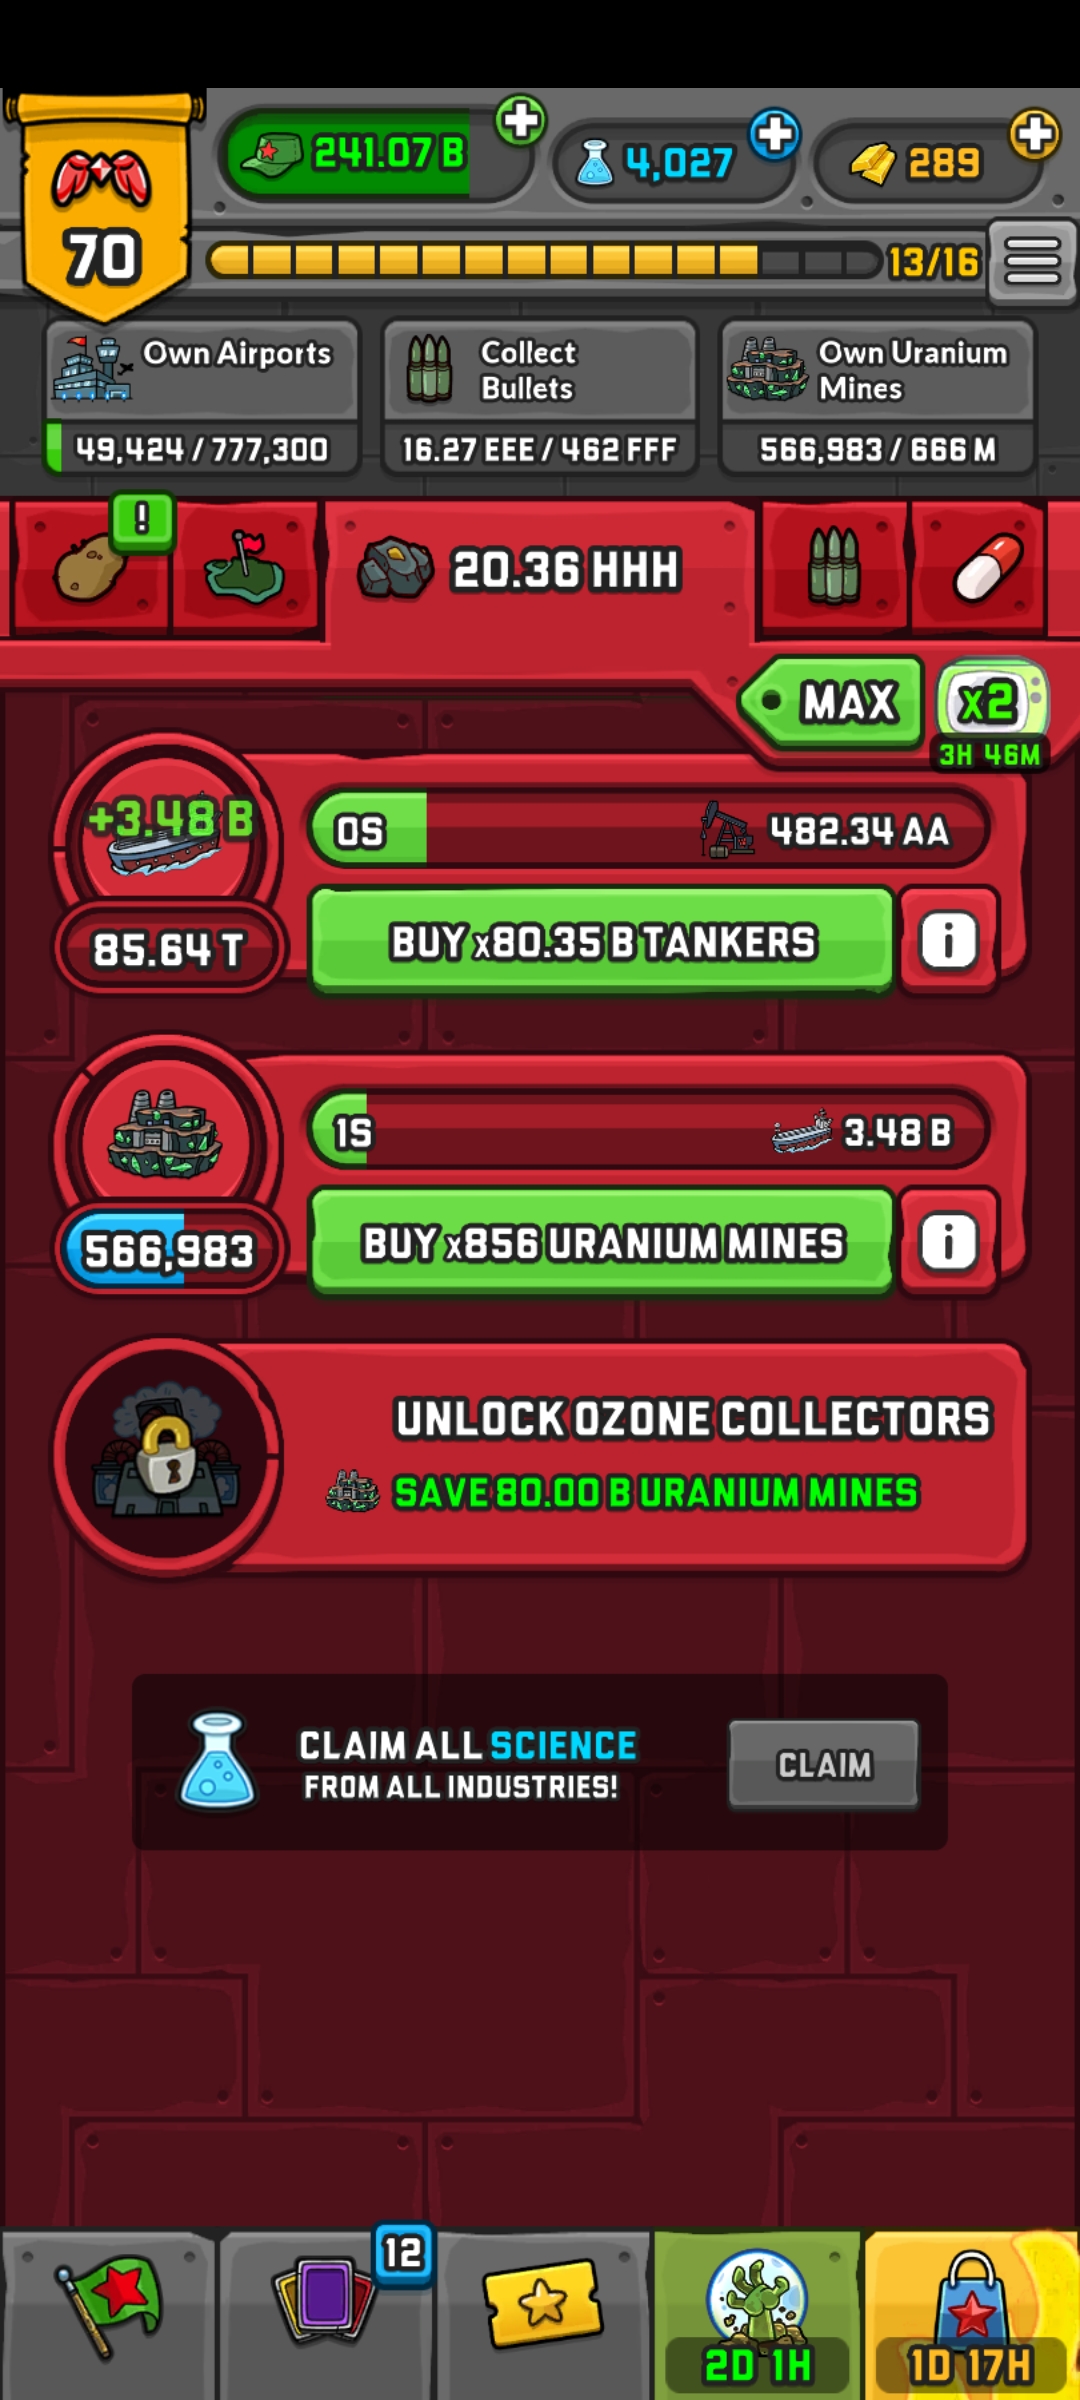 241.07 B
4,027
289
70
13/16
Own Airports
49,424 / 777,300
Collect
Bullets
16.27 EEE / 462 FFF
Own Uranium
Mines
566,983 / 666 M
!
20.36 HHH
MAX
x2
3H 46M
+3.48 B
0S
482.34 AA
85.64 T
BUY x80.35 B TANKERS
i
1S
3.48 B
566,983
BUY x856 URANIUM MINES
i
UNLOCK OZONE COLLECTORS
SAVE 80.00 B URANIUM MINES
CLAIM ALL SCIENCE
FROM ALL INDUSTRIES!
CLAIM
12
2D 1H
1D 17H